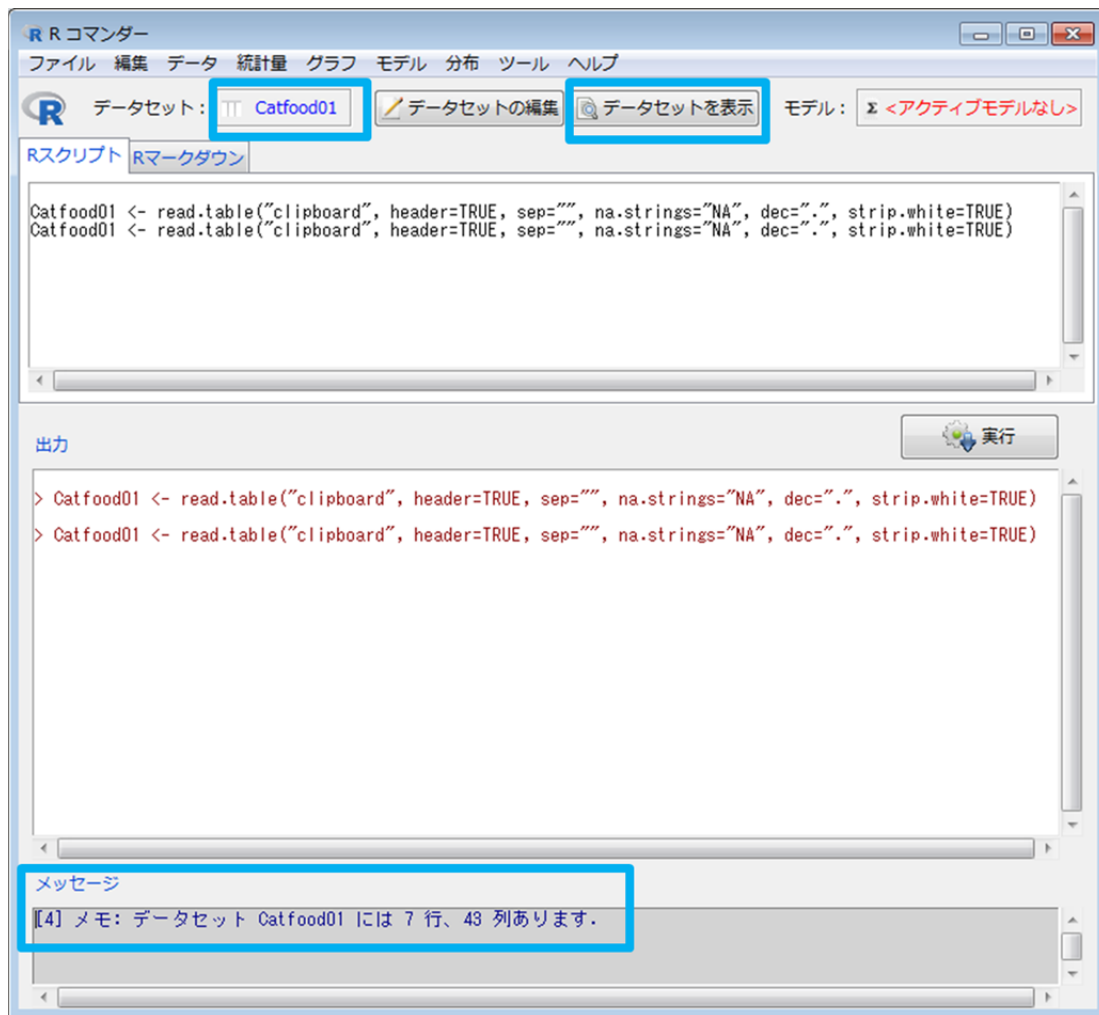 R R コマンダー
ファイル 編集 データ 統計量 グラフ モデル 分布 ツール ヘルプ
R データセット: Catfood01 データセットの編集 データセットを表示 モデル: Σ <アクティブモデルなし>
Rスクリプト Rマークダウン
Catfood01 <- read.table("clipboard", header=TRUE, sep="", na.strings="NA", dec=".", strip.white=TRUE)
Catfood01 <- read.table("clipboard", header=TRUE, sep="", na.strings="NA", dec=".", strip.white=TRUE)
出力 実行
> Catfood01 <- read.table("clipboard", header=TRUE, sep="", na.strings="NA", dec=".", strip.white=TRUE)
> Catfood01 <- read.table("clipboard", header=TRUE, sep="", na.strings="NA", dec=".", strip.white=TRUE)
メッセージ
[4] メモ: データセット Catfood01 には 7 行、43 列あります.